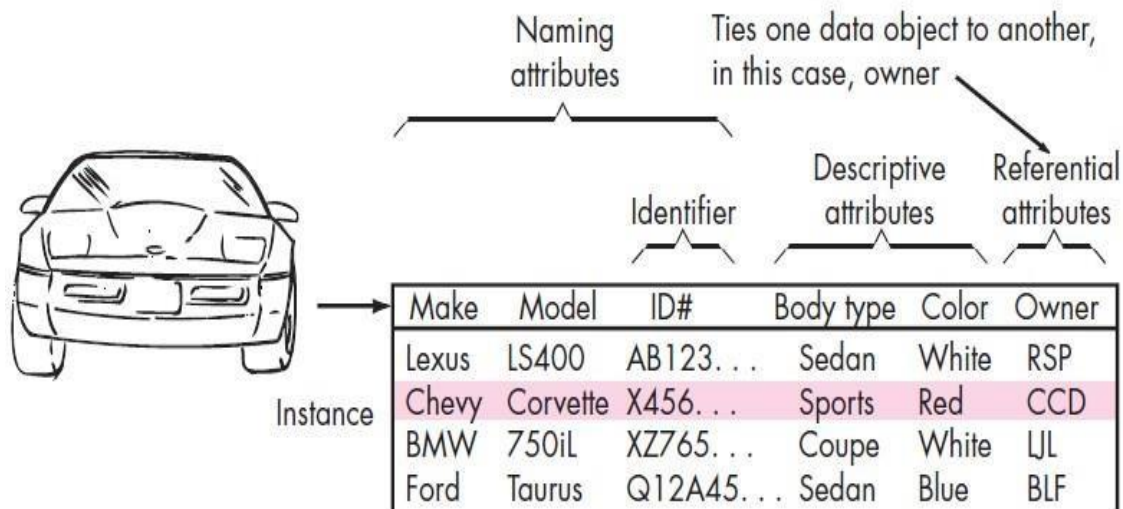 Naming
attributes
Ties one data object to another,
in this case, owner
Identifier
Descriptive
attributes
Referential
attributes
Make Model ID# Body type Color Owner
Lexus LS400 AB123. . . Sedan White RSP
Instance
Chevy Corvette X456. . . Sports Red CCD
BMW 750iL XZ765. . . Coupe White LJL
Ford Taurus Q12A45. . . Sedan Blue BLF